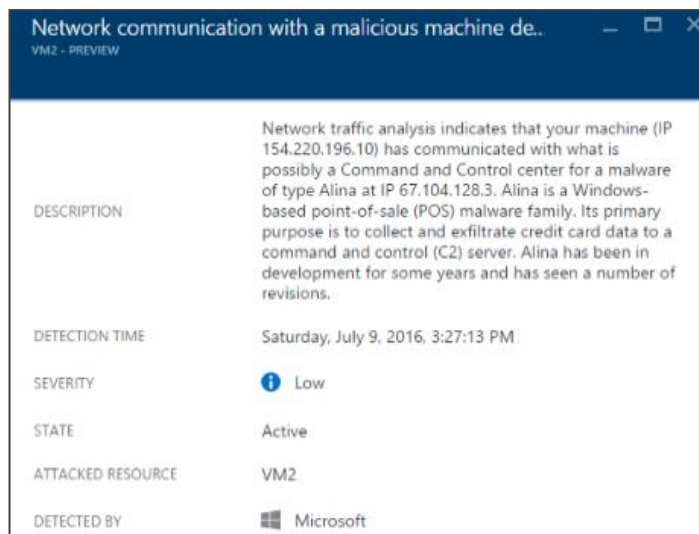 Network communication with a malicious machine de...
VM2 - PREVIEW
Network traffic analysis indicates that your machine (IP
154.220.196.10) has communicated with what is
possibly a Command and Control center for a malware
of type Alina at IP 67.104.128.3. Alina is a Windows-
DESCRIPTION based point-of-sale (POS) malware family. Its primary
purpose is to collect and exfiltrate credit card data to a
command and control (C2) server. Alina has been in
development for some years and has seen a number of
revisions.
DETECTION TIME Saturday, July 9, 2016, 3:27:13 PM
SEVERITY Low
STATE Active
ATTACKED RESOURCE VM2
DETECTED BY Microsoft